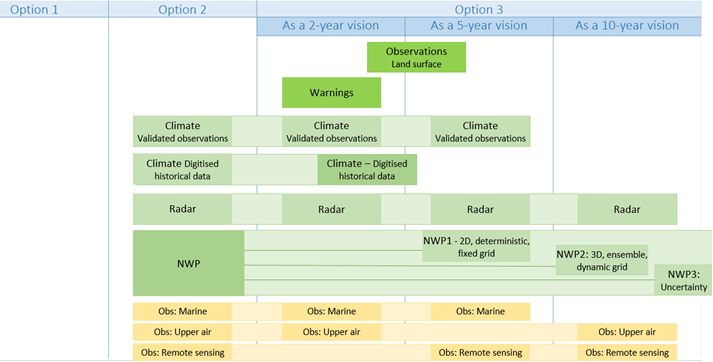 Option 1
Option 2
Option 3
As a 2-year vision
As a 5-year vision
As a 10-year vision
Observations
Land surface
Warnings
Climate
Validated observations
Climate
Validated observations
Climate
Validated observations
Climate Digitised
historical data
Climate – Digitised
historical data
Radar
Radar
Radar
Radar
NWP
NWP1 - 2D, deterministic,
fixed grid
NWP2: 3D, ensemble,
dynamic grid
NWP3:
Uncertainty
Obs: Marine
Obs: Marine
Obs: Marine
Obs: Upper air
Obs: Upper air
Obs: Upper air
Obs: Remote sensing
Obs: Remote sensing
Obs: Remote sensing